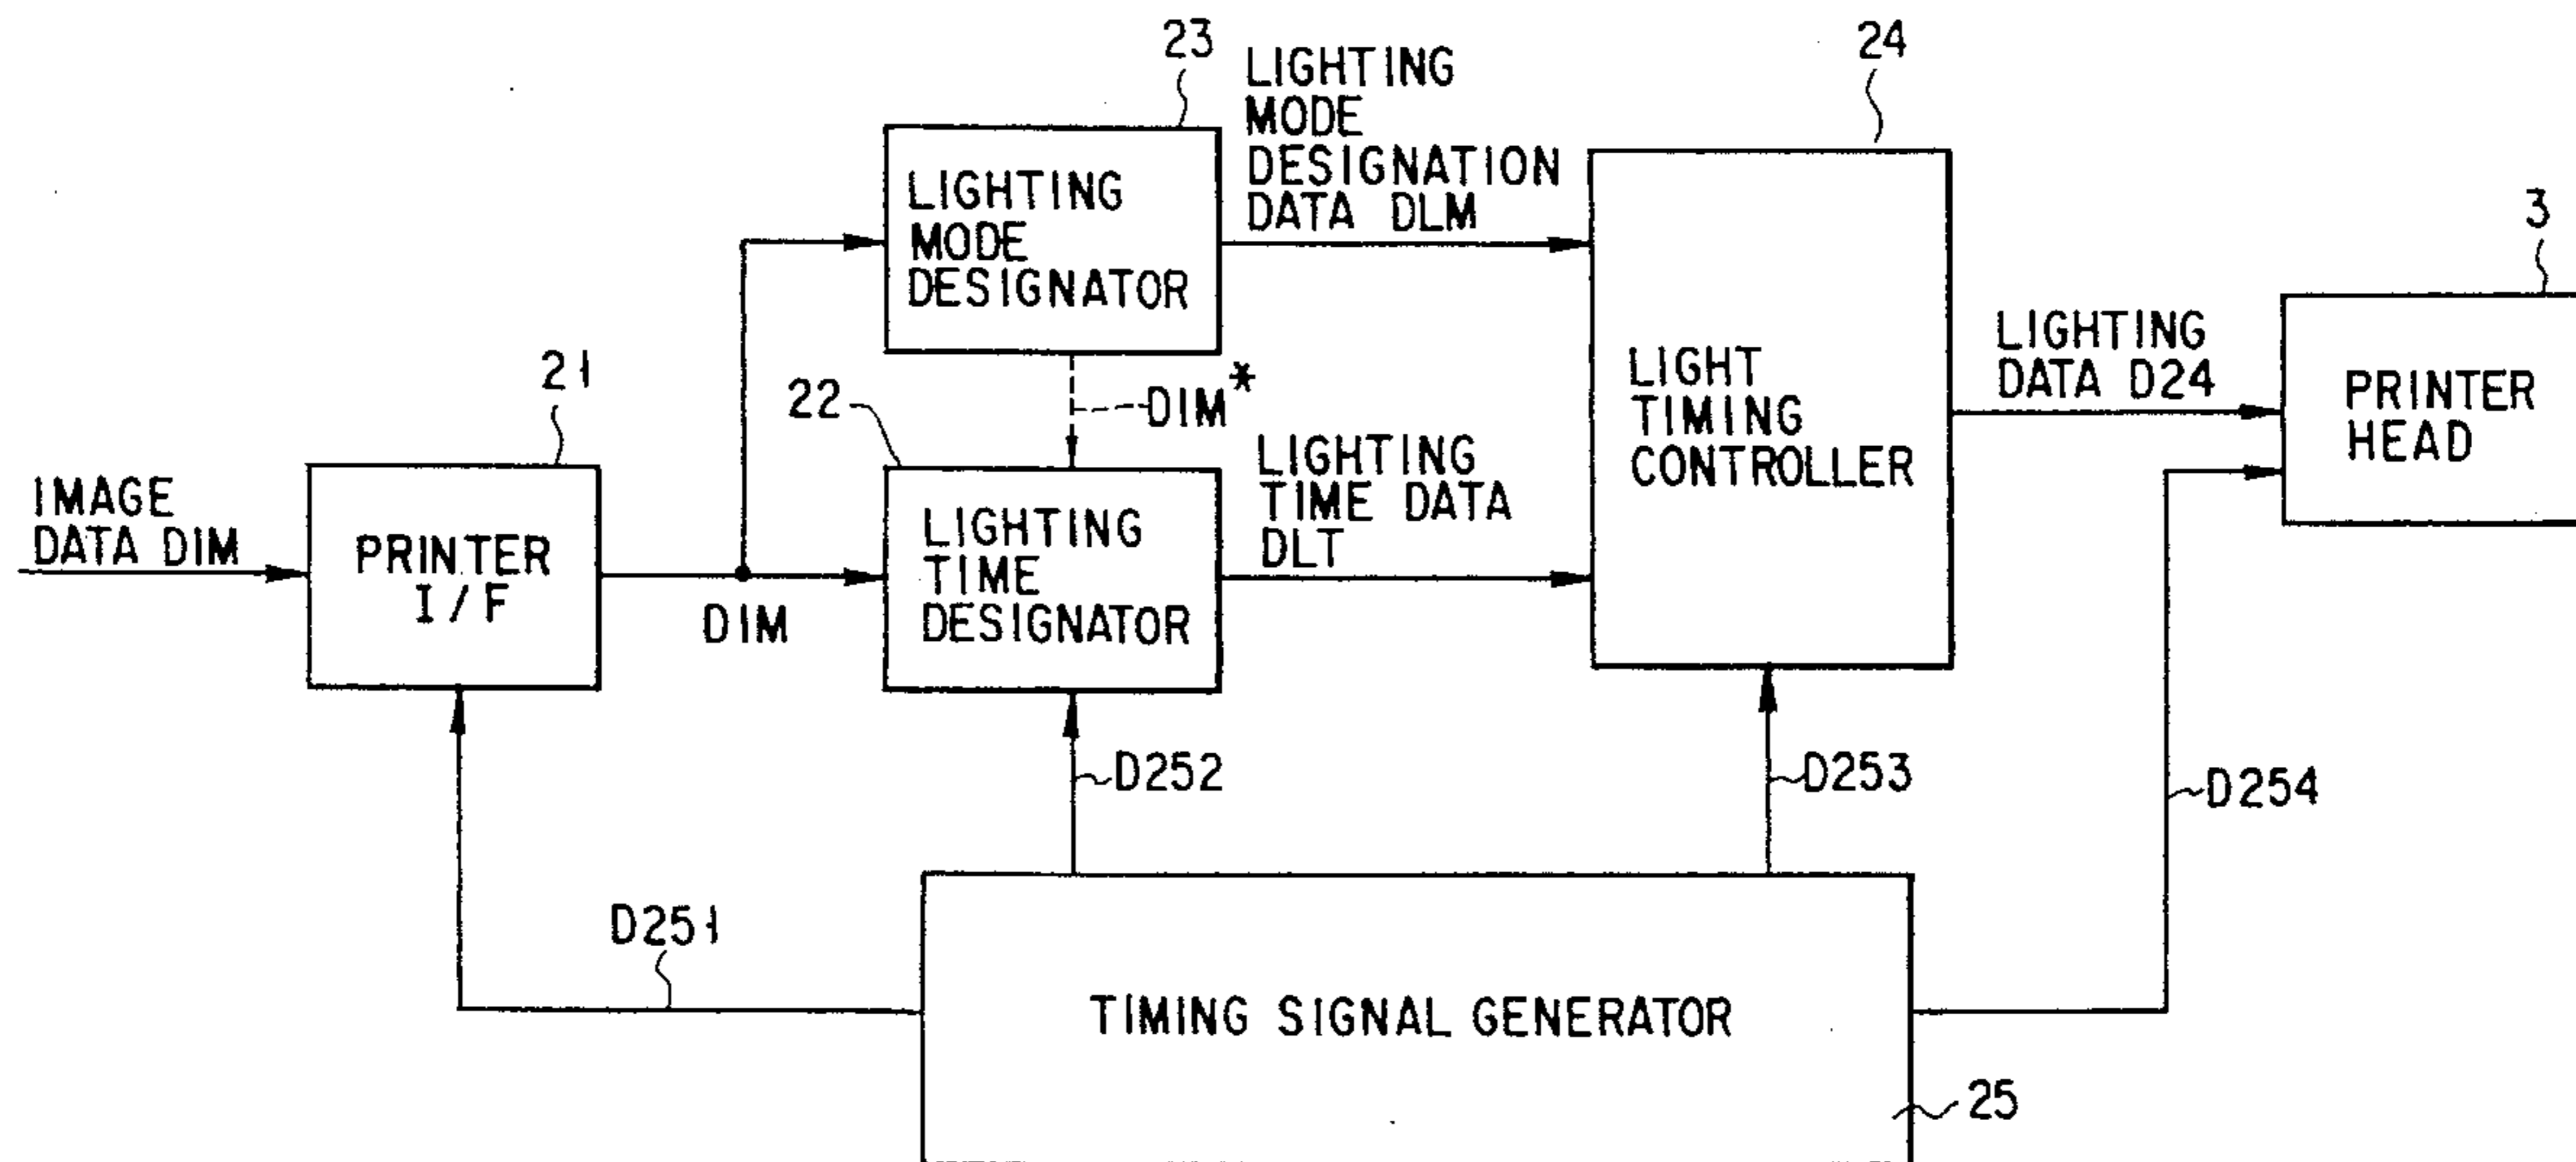 23
LIGHTING
MODE
DESIGNATION
DATA DLM
24
LIGHTING
MODE
DESIGNATOR
3
21
22
DIM*
LIGHTING
DATA D24
PRINTER
HEAD
LIGHT
TIMING
CONTROLLER
IMAGE
DATA DIM
PRINTER
I/F
DIM
LIGHTING
TIME
DESIGNATOR
LIGHTING
TIME DATA
DLT
D252
D253
D254
D251
TIMING SIGNAL GENERATOR
25